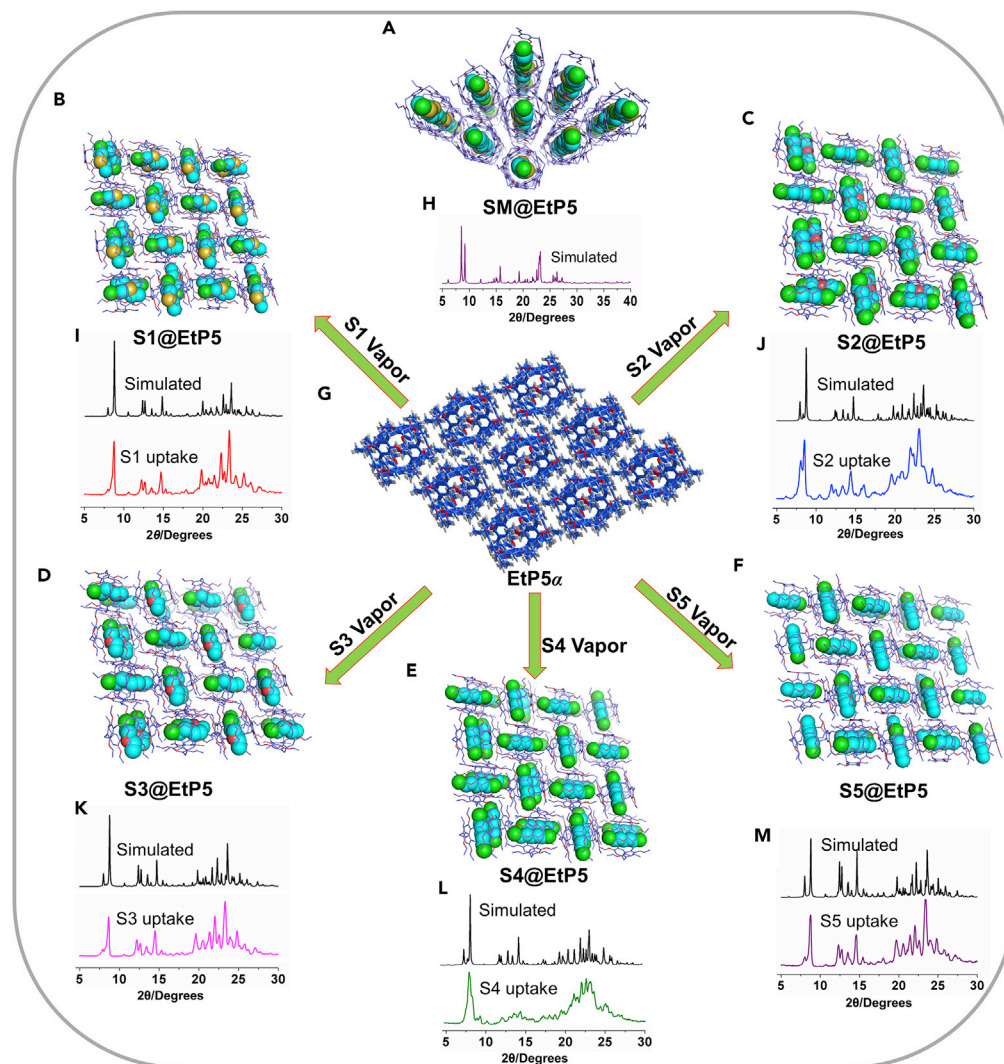 A
B
C
H
SM@EtP5
Simulated
5 10 15 20 25 30 35 40
2θ/Degrees
S1@EtP5
S2@EtP5
S1 Vapor
S2 Vapor
I
Simulated
S1 uptake
5 10 15 20 25 30
2θ/Degrees
G
EtP5α
J
Simulated
S2 uptake
5 10 15 20 25 30
2θ/Degrees
S3 Vapor
S4 Vapor
S5 Vapor
D
E
F
S3@EtP5
S4@EtP5
S5@EtP5
K
Simulated
S3 uptake
5 10 15 20 25 30
2θ/Degrees
L
Simulated
S4 uptake
5 10 15 20 25 30
2θ/Degrees
M
Simulated
S5 uptake
5 10 15 20 25 30
2θ/Degrees